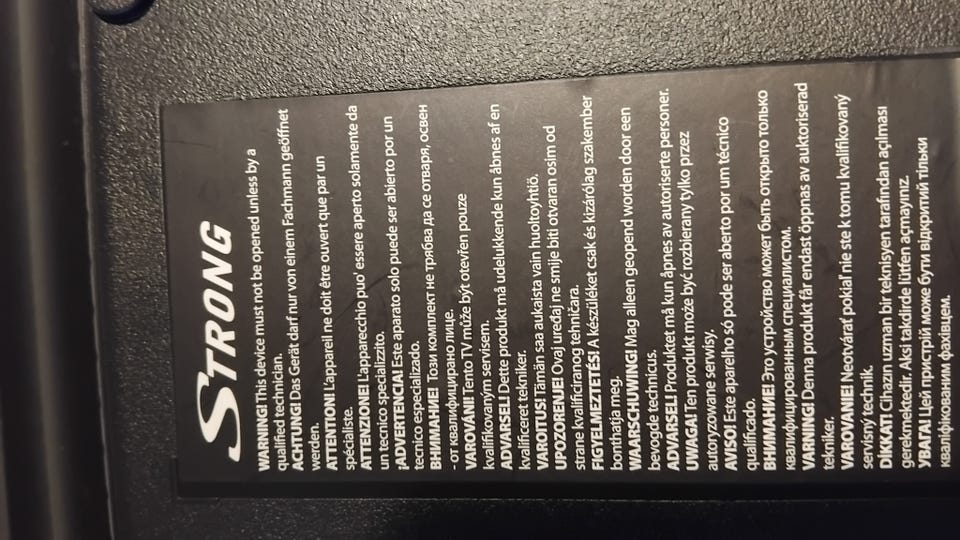 STRONG
WARNING! This device must not be opened unless by a
qualified technician.
ACHTUNG! Das Gerät darf nur von einem Fachmann geöffnet
werden.
ATTENTION! L'appareil ne doit être ouvert que par un
spécialiste.
ATTENZIONE! L'apparecchio puo' essere aperto solamente da
un tecnico specializzito.
¡ADVERTENCIA! Este aparato solo puede ser abierto por un
tecnico especializado.
ВНИМАНИЕ! Този комплект не трябва да се отваря, освен
- от квалифицирано лице.
VAROVÁNI! Tento TV může být otevřen pouze
kvalifikovaným servisem.
ADVARSEL! Dette produkt må udelukkende kun åbnes af en
kvalificeret tekniker.
VAROITUS! Tämän saa aukaista vain huoltoyhtiö.
UPOZORENJE! Ovaj uređaj ne smije biti otvaran osim od
strane kvalificiranog tehničara.
FIGYELMEZTETÉS! A készüléket csak és kizárólag szakember
bonthatja meg.
WAARSCHUWING! Mag alleen geopend worden door een
bevoegde technicus.
ADVARSEL! Produktet må kun åpnes av autoriserte personer.
UWAGA! Ten produkt może być rozbierany tylko przez
autoryzowane serwisy.
AVISO! Este aparelho só pode ser aberto por um técnico
qualificado.
ВНИМАНИЕ! Это устройство может быть открыто только
квалифицированным специалистом.
VARNING! Denna produkt får endast öppnas av auktoriserad
tekniker.
VAROVANIE! Neotvárať pokiaľ nie ste k tomu kvalifikovaný
servisný technik.
DİKKAT! Cihazın uzman bir teknisyen tarafından açılması
gerekmektedir. Aksi takdirde lütfen açmayınız.
УВАГА! Цей пристрій може бути відкритий тільки
кваліфікованим фахівцем.